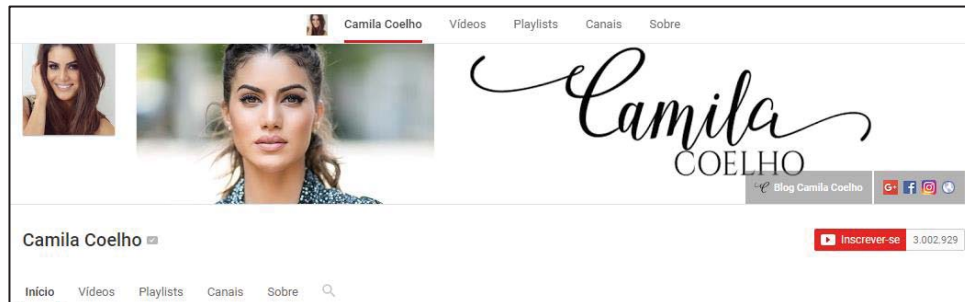 Camila Coelho Vídeos Playlists Canais Sobre
Camila
COELHO
Blog Camila Coelho G+ f
Camila Coelho
Inscrever-se 3.002.929
Início Vídeos Playlists Canais Sobre